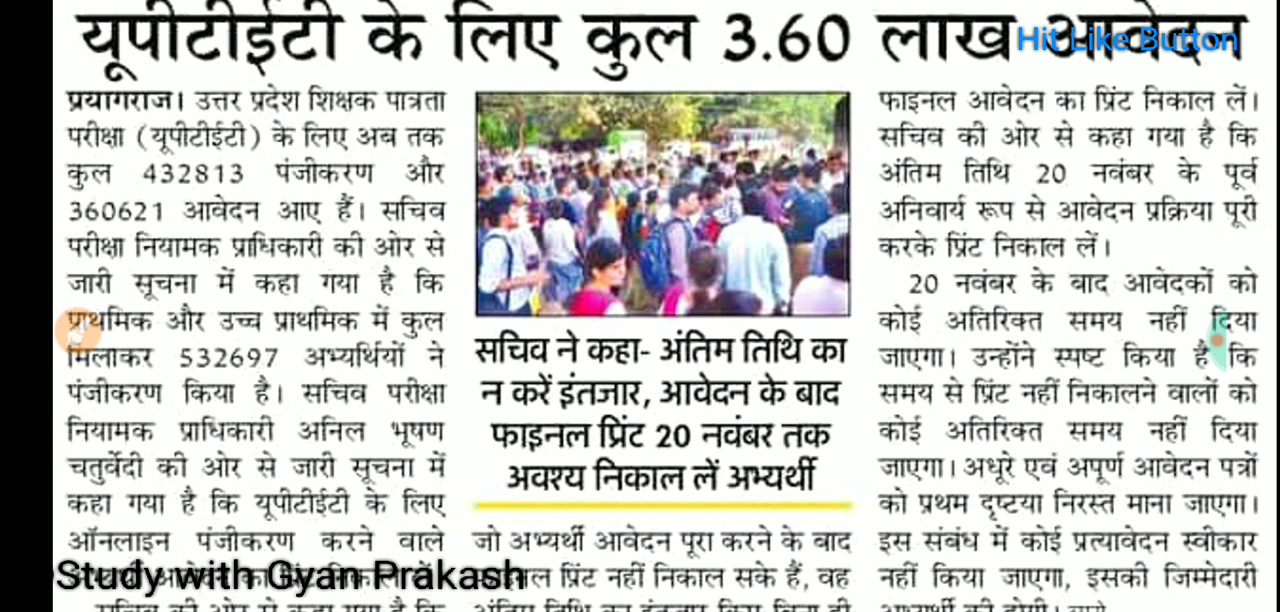 यूपीटीईटी के लिए कुल 3.60 लाख आवेदन
Hit Like Button
प्रयागराज। उत्तर प्रदेश शिक्षक पात्रता
परीक्षा (यूपीटीईटी) के लिए अब तक
कुल 432813 पंजीकरण और
360621 आवेदन आए हैं। सचिव
परीक्षा नियामक प्राधिकारी की ओर से
जारी सूचना में कहा गया है कि
प्राथमिक और उच्च प्राथमिक में कुल
मिलाकर 532697 अभ्यर्थियों ने
पंजीकरण किया है। सचिव परीक्षा
नियामक प्राधिकारी अनिल भूषण
चतुर्वेदी की ओर से जारी सूचना में
कहा गया है कि यूपीटीईटी के लिए
ऑनलाइन पंजीकरण करने वाले
Study with Gyan Prakash
सचिव ने कहा- अंतिम तिथि का
न करें इंतजार, आवेदन के बाद
फाइनल प्रिंट 20 नवंबर तक
अवश्य निकाल लें अभ्यर्थी
जो अभ्यर्थी आवेदन पूरा करने के बाद
प्रिंट नहीं निकाल सके हैं, वह
फाइनल आवेदन का प्रिंट निकाल लें।
सचिव की ओर से कहा गया है कि
अंतिम तिथि 20 नवंबर के पूर्व
अनिवार्य रूप से आवेदन प्रक्रिया पूरी
करके प्रिंट निकाल लें।
20 नवंबर के बाद आवेदकों को
कोई अतिरिक्त समय नहीं दिया
जाएगा। उन्होंने स्पष्ट किया है कि
समय से प्रिंट नहीं निकालने वालों को
कोई अतिरिक्त समय नहीं दिया
जाएगा। अधूरे एवं अपूर्ण आवेदन पत्रों
को प्रथम दृष्टया निरस्त माना जाएगा।
इस संबंध में कोई प्रत्यावेदन स्वीकार
नहीं किया जाएगा, इसकी जिम्मेदारी